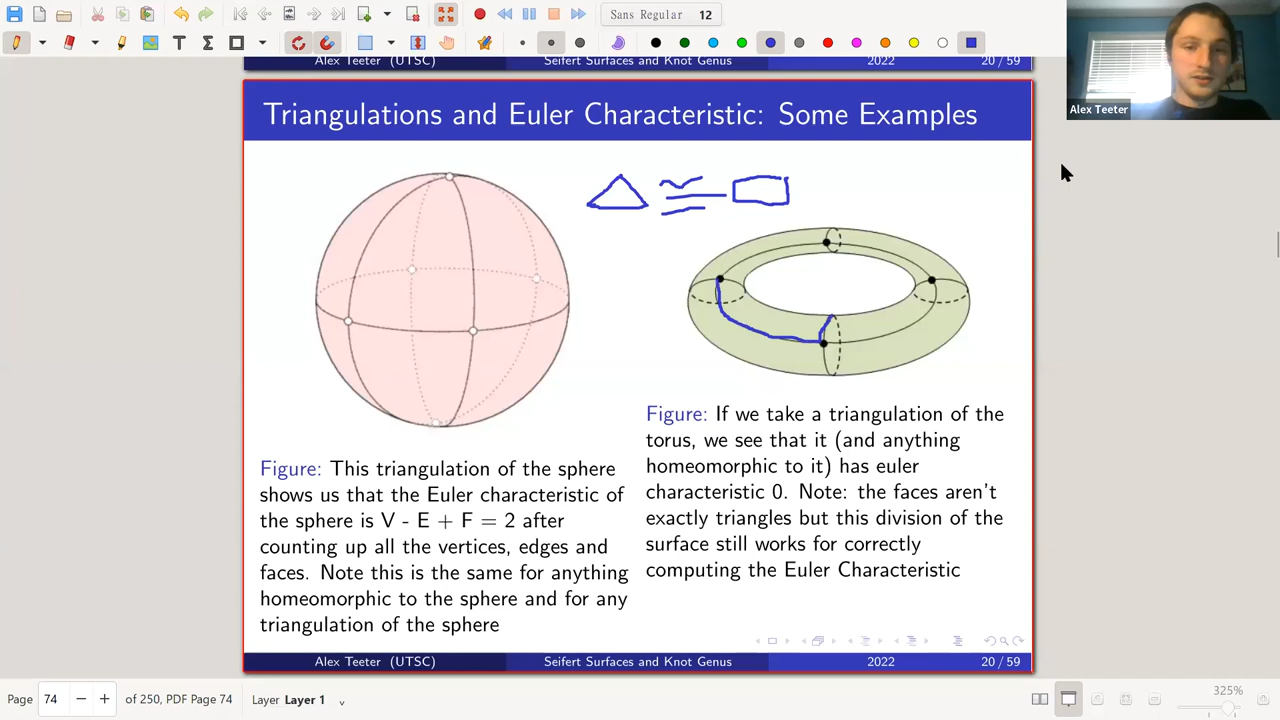 Sans Regular 12
Alex Teeter (UTSC) Seifert Surfaces and Knot Genus 2022 20 / 59
Alex Teeter
Triangulations and Euler Characteristic: Some Examples
△ ≅ ▭
Figure: This triangulation of the sphere
shows us that the Euler characteristic of
the sphere is V - E + F = 2 after
counting up all the vertices, edges and
faces. Note this is the same for anything
homeomorphic to the sphere and for any
triangulation of the sphere
Figure: If we take a triangulation of the
torus, we see that it (and anything
homeomorphic to it) has euler
characteristic 0. Note: the faces aren't
exactly triangles but this division of the
surface still works for correctly
computing the Euler Characteristic
Alex Teeter (UTSC) Seifert Surfaces and Knot Genus 2022 20 / 59
Page 74 of 250, PDF Page 74 Layer Layer 1 325%